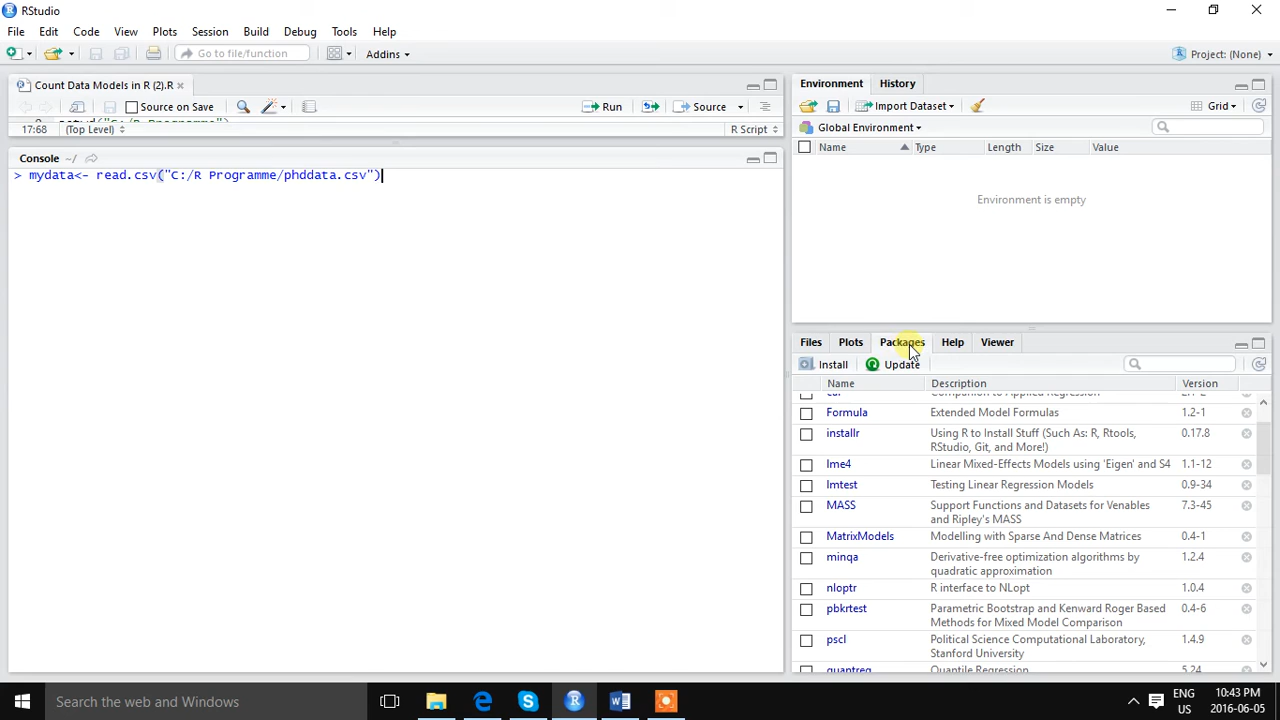 RStudio
File Edit Code View Plots Session Build Debug Tools Help
Go to file/function Addins Project: (None)
Count Data Models in R (2).R
Source on Save Run Source
17:68 (Top Level) R Script
Console ~/
> mydata<- read.csv("C:/R Programme/phddata.csv")
Environment History
Import Dataset Grid
Global Environment
Name Type Length Size Value
Environment is empty
Files Plots Packages Help Viewer
Install Update
Name Description Version
Formula Extended Model Formulas 1.2-1
installr Using R to Install Stuff (Such As: R, Rtools, 0.17.8
RStudio, Git, and More!)
lme4 Linear Mixed-Effects Models using 'Eigen' and S4 1.1-12
lmtest Testing Linear Regression Models 0.9-34
MASS Support Functions and Datasets for Venables 7.3-45
and Ripley's MASS
MatrixModels Modelling with Sparse And Dense Matrices 0.4-1
minqa Derivative-free optimization algorithms by 1.2.4
quadratic approximation
nloptr R interface to NLopt 1.0.4
pbkrtest Parametric Bootstrap and Kenward Roger Based 0.4-6
Methods for Mixed Model Comparison
pscl Political Science Computational Laboratory, 1.4.9
Stanford University
quantreg Quantile Regression 5.24
Search the web and Windows
ENG 10:43 PM
US 2016-06-05